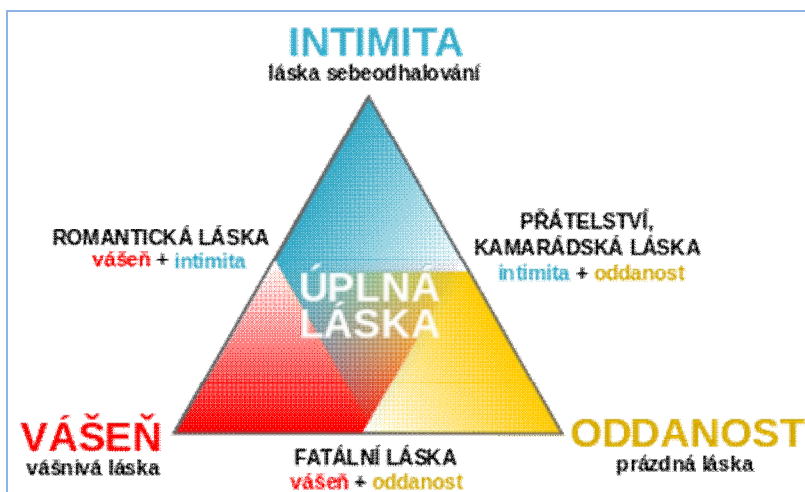 INTIMITA
láska sebeodhalování
ROMANTICKÁ LÁSKA
vášeň + intimita
PŘÁTELSTVÍ,
KAMARÁDSKÁ LÁSKA
intimita + oddanost
ÚPLNÁ
LÁSKA
VÁŠEŇ
vášnivá láska
FATÁLNÍ LÁSKA
vášeň + oddanost
ODDANOST
prázdná láska